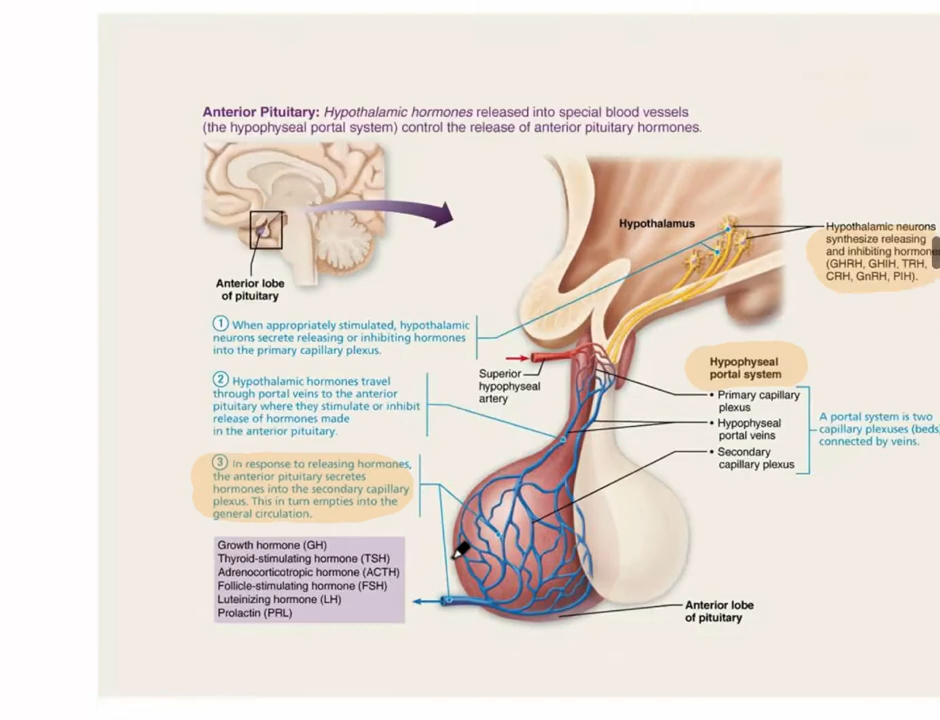 Anterior Pituitary: Hypothalamic hormones released into special blood vessels
(the hypophyseal portal system) control the release of anterior pituitary hormones.
Hypothalamus
Hypothalamic neurons
synthesize releasing
and inhibiting hormone
(GHRH, GHIH, TRH,
CRH, GnRH, PIH).
Anterior lobe
of pituitary
1 When appropriately stimulated, hypothalamic
neurons secrete releasing or inhibiting hormones
into the primary capillary plexus.
2 Hypothalamic hormones travel
through portal veins to the anterior
pituitary where they stimulate or inhibit
release of hormones made
in the anterior pituitary.
3 In response to releasing hormones,
the anterior pituitary secretes
hormones into the secondary capillary
plexus. This in turn empties into the
general circulation.
Superior
hypophyseal
artery
Hypophyseal
portal system
• Primary capillary
plexus
• Hypophyseal
portal veins
• Secondary
capillary plexus
A portal system is two
capillary plexuses (beds)
connected by veins.
Growth hormone (GH)
Thyroid-stimulating hormone (TSH)
Adrenocorticotropic hormone (ACTH)
Follicle-stimulating hormone (FSH)
Luteinizing hormone (LH)
Prolactin (PRL)
Anterior lobe
of pituitary